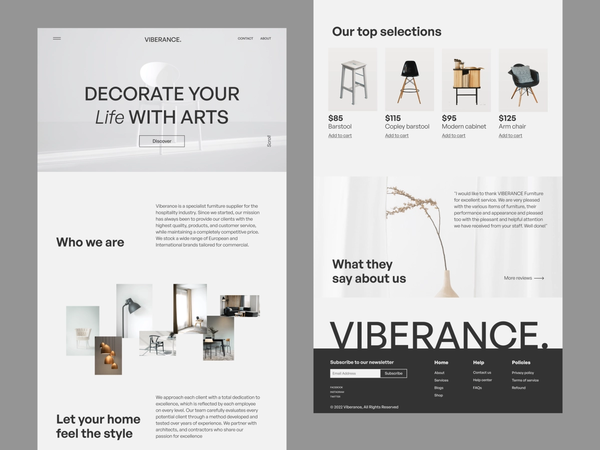 VIBERANCE.
CONTACT
ABOUT
DECORATE YOUR
Life WITH ARTS
Discover
Scroll
Who we are
Viberance is a specialist furniture supplier for the
hospitality industry. Since we started, our mission
has always been to provide our clients with the
highest quality, products, and customer service,
while maintaining a completely competitive price.
We stock a wide range of European and
International brands tailored for commercial.
Let your home
feel the style
We approach each client with a total dedication to
excellence, which is reflected by each employee
on every level. Our team carefully evaluates every
potential client through a method developed and
tested over years of experience. We partner with
architects, and contractors who share our
passion for excellence
Our top selections
$85
Barstool
Add to cart
$115
Copley barstool
Add to cart
$95
Modern cabinet
Add to cart
$125
Arm chair
Add to cart
"I would like to thank VIBERANCE Furniture
for excellent service. We are very pleased
with the various items of furniture, their
performance and appearance and pleased
too with the pleasant and helpful attention
we have received from your staff. Well done!"
What they
say about us
More reviews
VIBERANCE.
Subscribe to our newsletter
Email Address
Subscribe
FACEBOOK
INSTAGRAM
TWITTER
© 2022 Viberance, All Rights Reserved
Home
About
Services
Blogs
Shop
Help
Contact us
Help centre
FAQs
Policies
Privacy policy
Terms of service
Refound